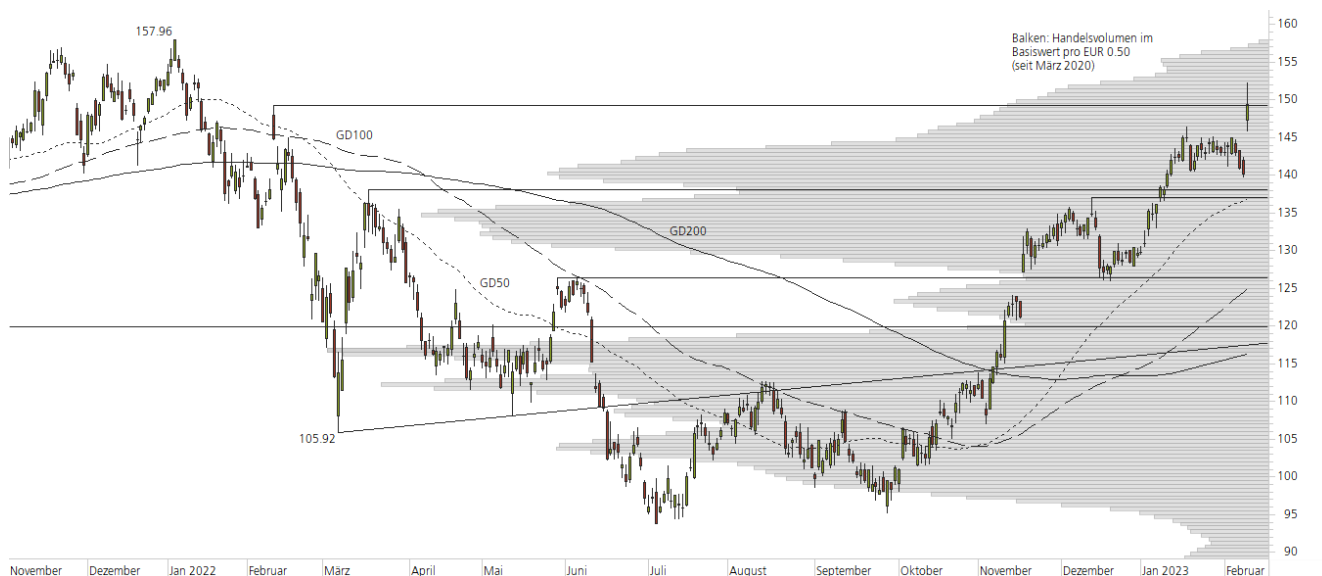 157.96
Balken: Handelsvolumen im
Basiswert pro EUR 0.50
(seit März 2020)
GD100
GD200
GD50
105.92
160
155
150
145
140
135
130
125
120
115
110
105
100
95
90
November Dezember Jan 2022 Februar März April Mai Juni Juli August September Oktober November Dezember Jan 2023 Februar